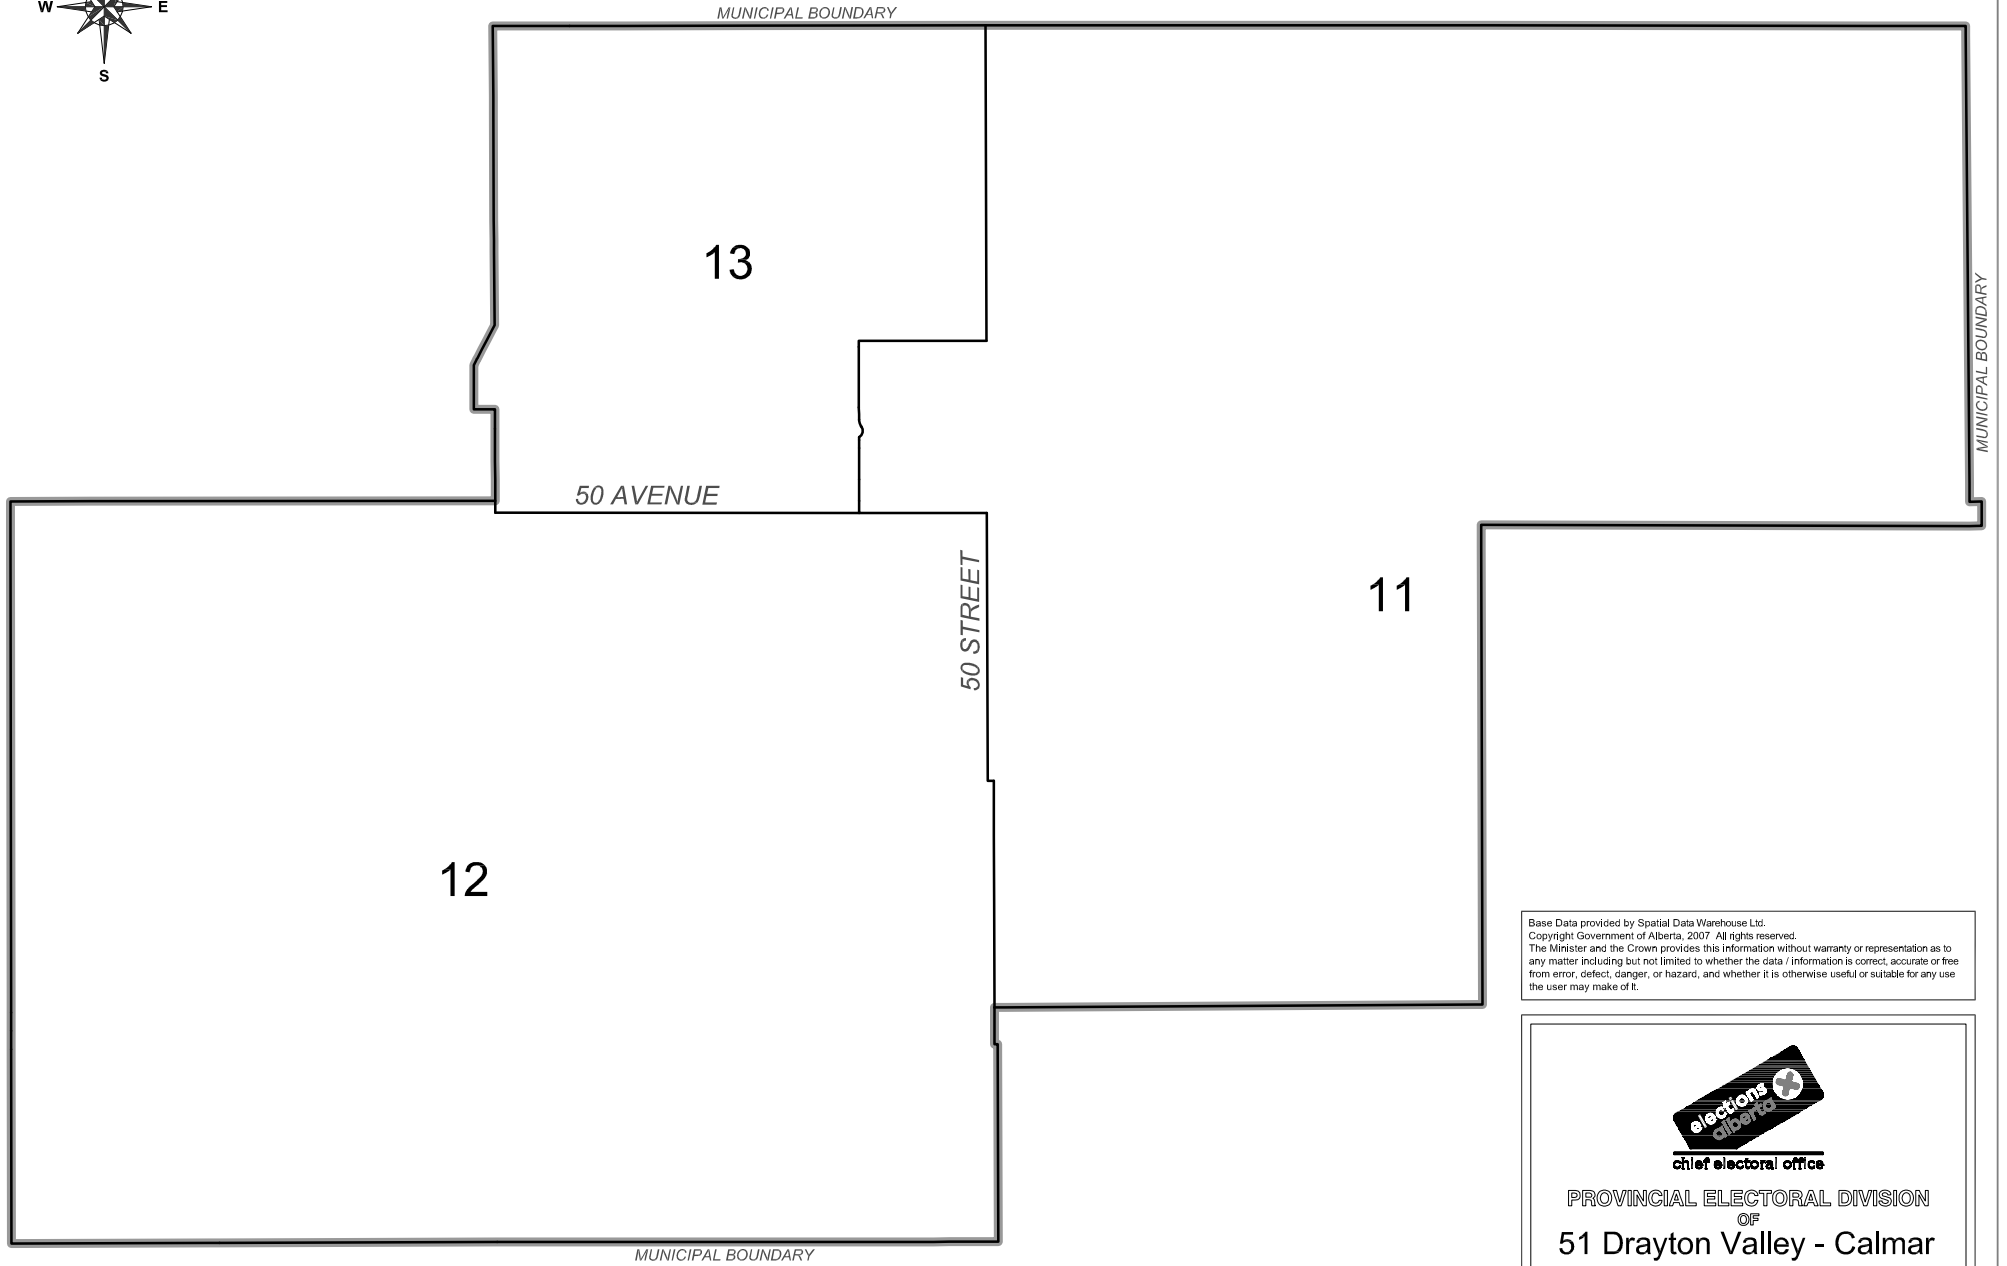 W
E
S
MUNICIPAL BOUNDARY
13
MUNICIPAL BOUNDARY
50 AVENUE
50 STREET
11
12
Base Data provided by Spatial Data Warehouse Ltd.
Copyright Government of Alberta, 2007 All rights reserved.
The Minister and the Crown provides this information without warranty or representation as to
any matter including but not limited to whether the data / information is correct, accurate or free
from error, defect, danger, or hazard, and whether it is otherwise useful or suitable for any use
the user may make of it.
elections
alberta
chief electoral office
PROVINCIAL ELECTORAL DIVISION
OF
51 Drayton Valley - Calmar
MUNICIPAL BOUNDARY